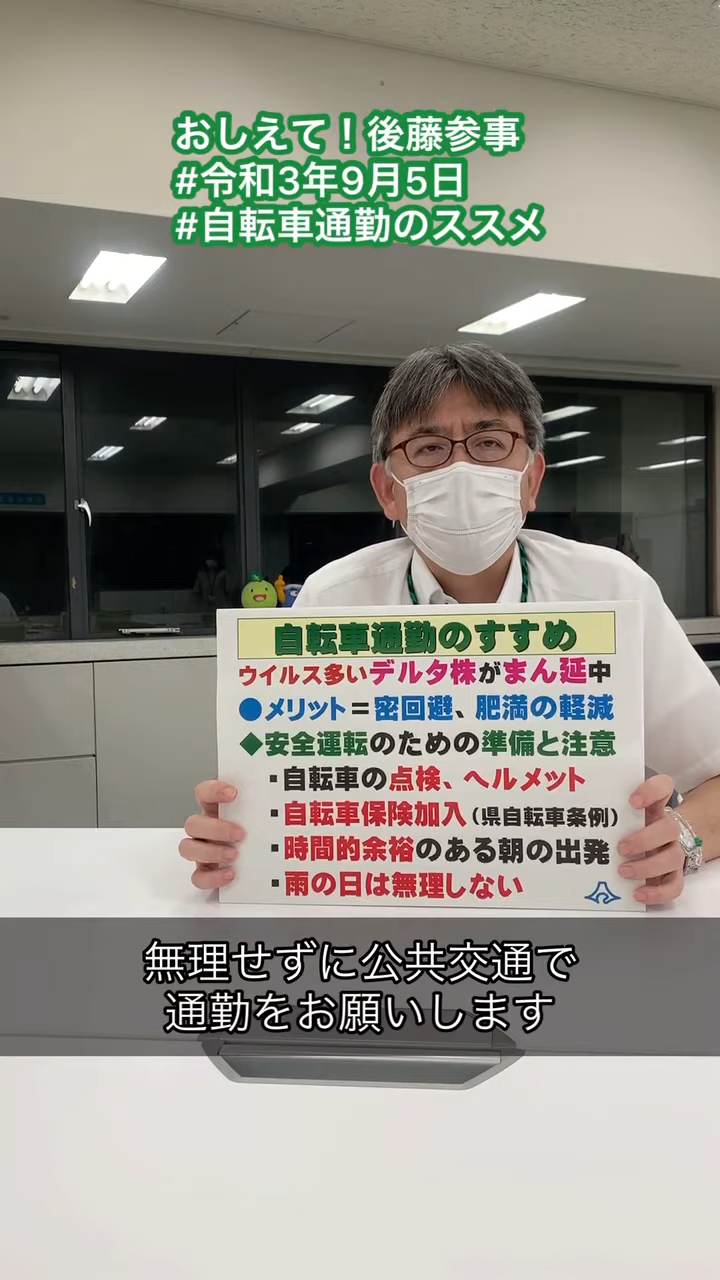 おしえて！後藤参事
#令和3年9月5日
#自転車通勤のススメ
自転車通勤のすすめ
ウイルス多いデルタ株がまん延中
●メリット＝密回避、肥満の軽減
◆安全運転のための準備と注意
・自転車の点検、ヘルメット
・自転車保険加入（県自転車条例）
・時間的余裕のある朝の出発
・雨の日は無理しない
無理せずに公共交通で
通勤をお願いします